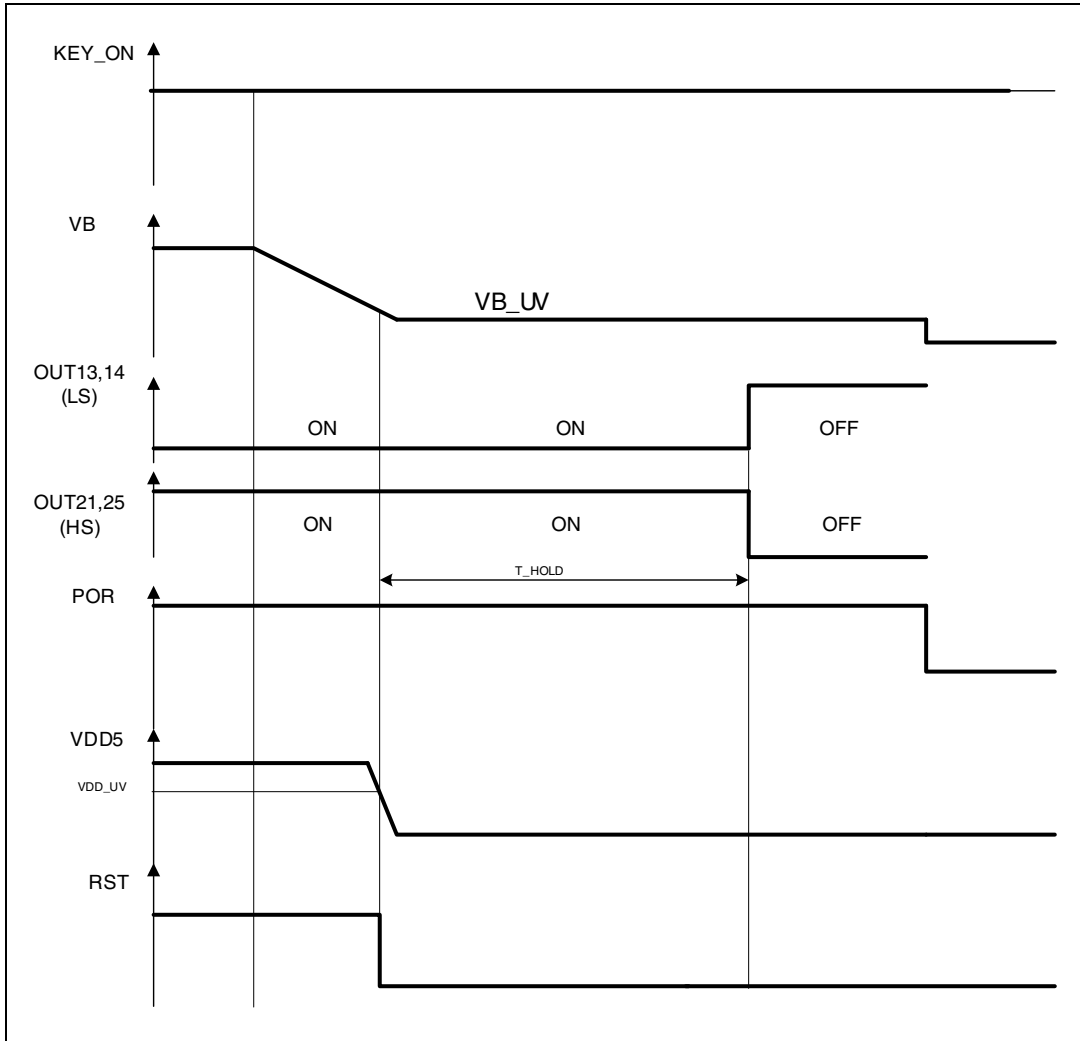 KEY_ON
VB
VB_UV
OUT13,14
(LS)
ON
ON
OFF
OUT21,25
(HS)
ON
ON
OFF
T_HOLD
POR
VDD5
VDD_UV
RST